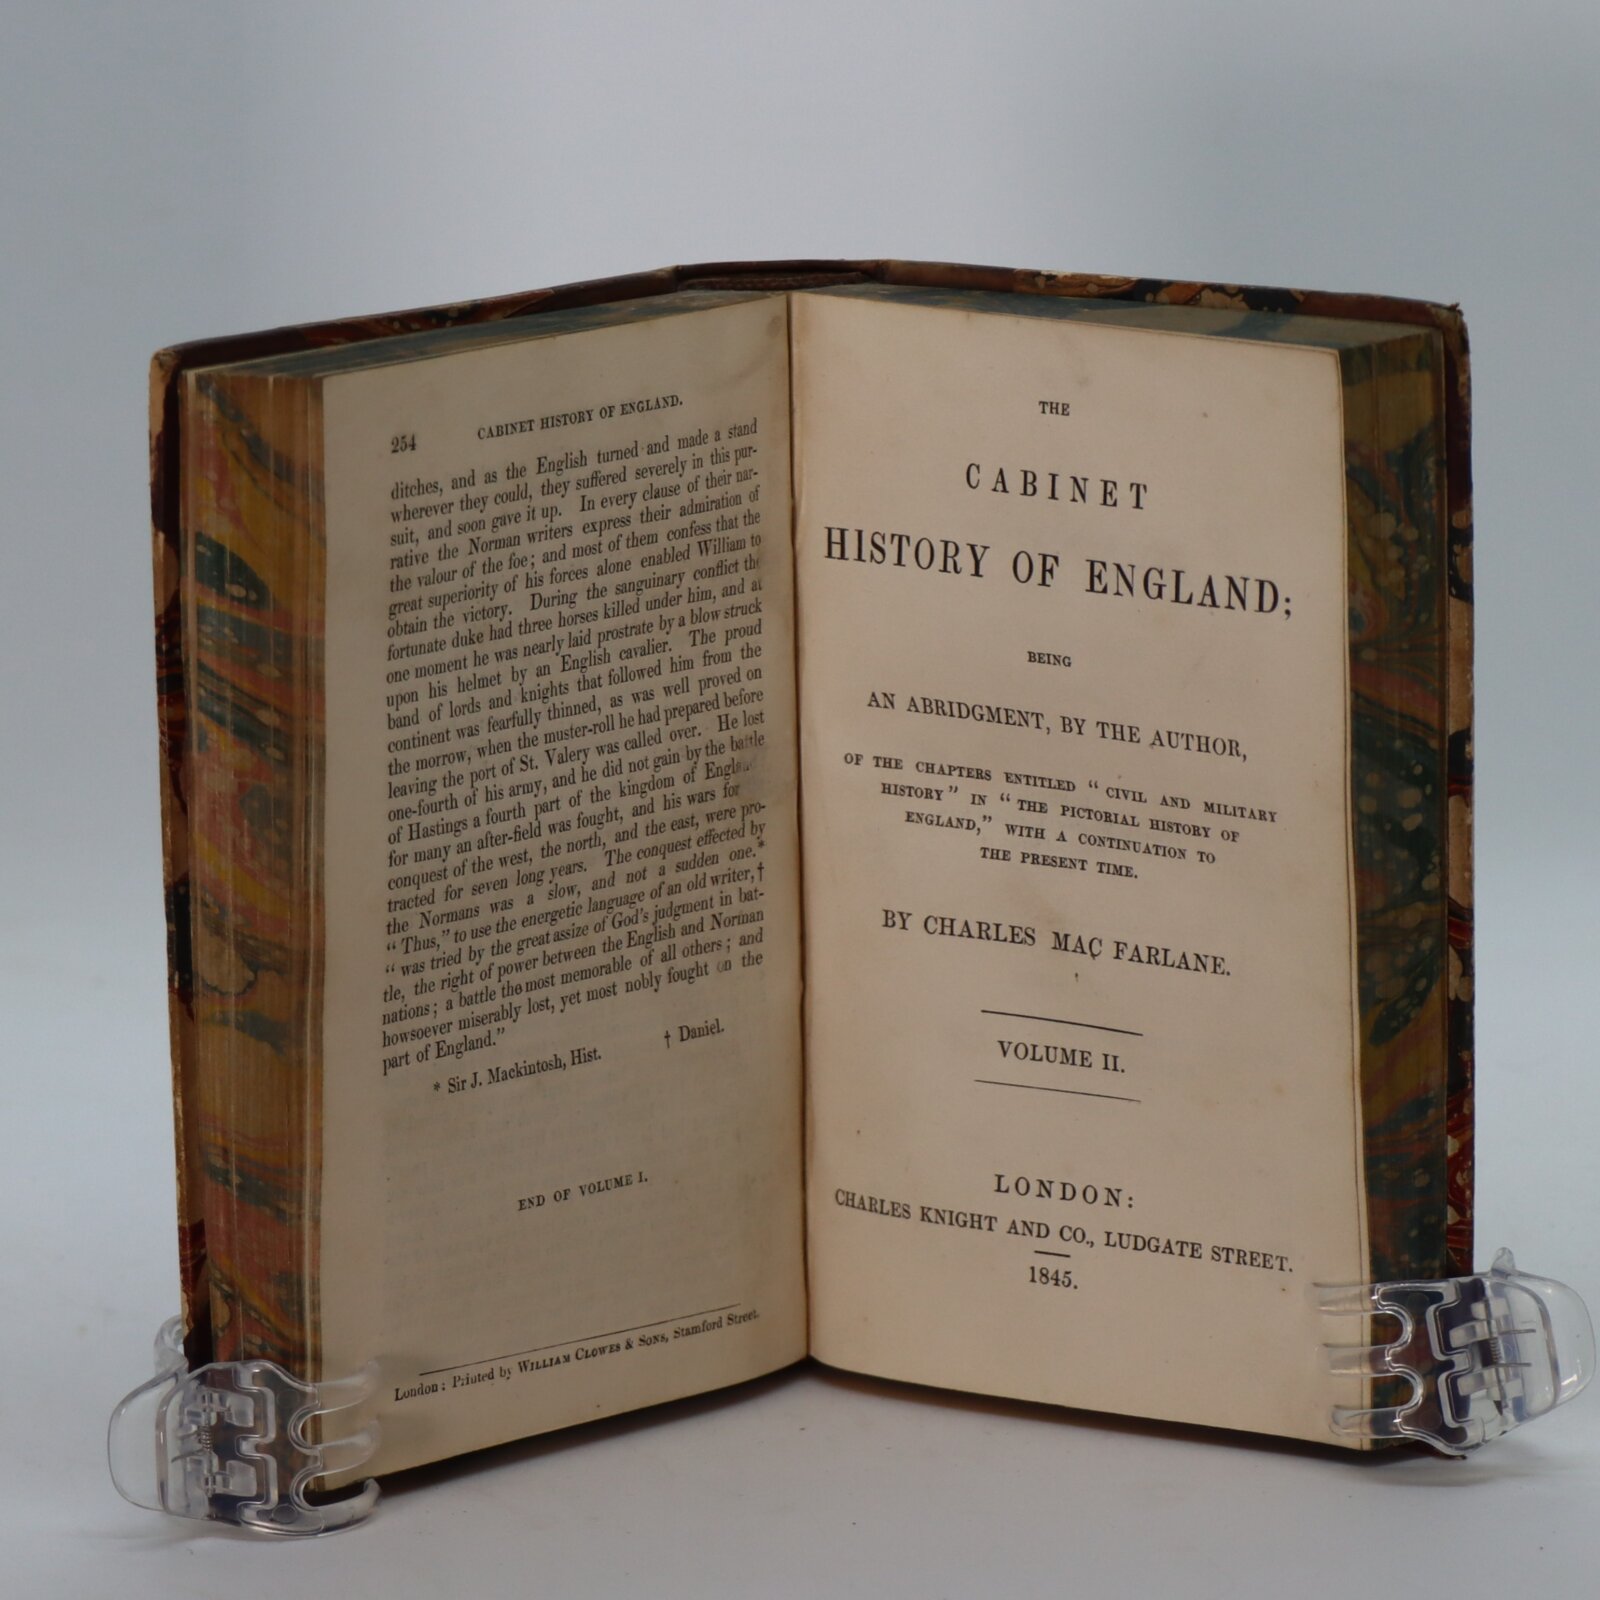 254 CABINET HISTORY OF ENGLAND.
ditches, and as the English turned and made a stand
wherever they could, they suffered severely in this pur-
suit, and soon gave it up. In every clause of their nar-
rative the Norman writers express their admiration of
the valour of the foe; and most of them confess that the
great superiority of his forces alone enabled William to
obtain the victory. During the sanguinary conflict the
fortunate duke had three horses killed under him, and at
one moment he was nearly laid prostrate by a blow struck
upon his helmet by an English cavalier. The proud
band of lords and knights that followed him from the
continent was fearfully thinned, as was well proved on
the morrow, when the muster-roll he had prepared before
leaving the port of St. Valery was called over. He lost
one-fourth of his army, and he did not gain by the battle
of Hastings a fourth part of the kingdom of England
for many an after-field was fought, and his wars for
conquest of the west, the north, and the east, were pro-
tracted for seven long years. The conquest effected by
the Normans was a slow, and not a sudden one.*
“Thus,” to use the energetic language of an old writer,†
“was tried by the great assize of God's judgment in bat-
tle, the right of power between the English and Norman
nations; a battle the most memorable of all others; and
howsoever miserably lost, yet most nobly fought on the
part of England.”
* Sir J. Mackintosh, Hist. † Daniel.
END OF VOLUME I.
London: Printed by WILLIAM CLOWES & SONS, Stamford Street.
THE
CABINET
HISTORY OF ENGLAND;
BEING
AN ABRIDGMENT, BY THE AUTHOR,
OF THE CHAPTERS ENTITLED “CIVIL AND MILITARY
HISTORY” IN “THE PICTORIAL HISTORY OF
ENGLAND,” WITH A CONTINUATION TO
THE PRESENT TIME.
BY CHARLES MAC FARLANE.
VOLUME II.
LONDON:
CHARLES KNIGHT AND CO., LUDGATE STREET.
1845.